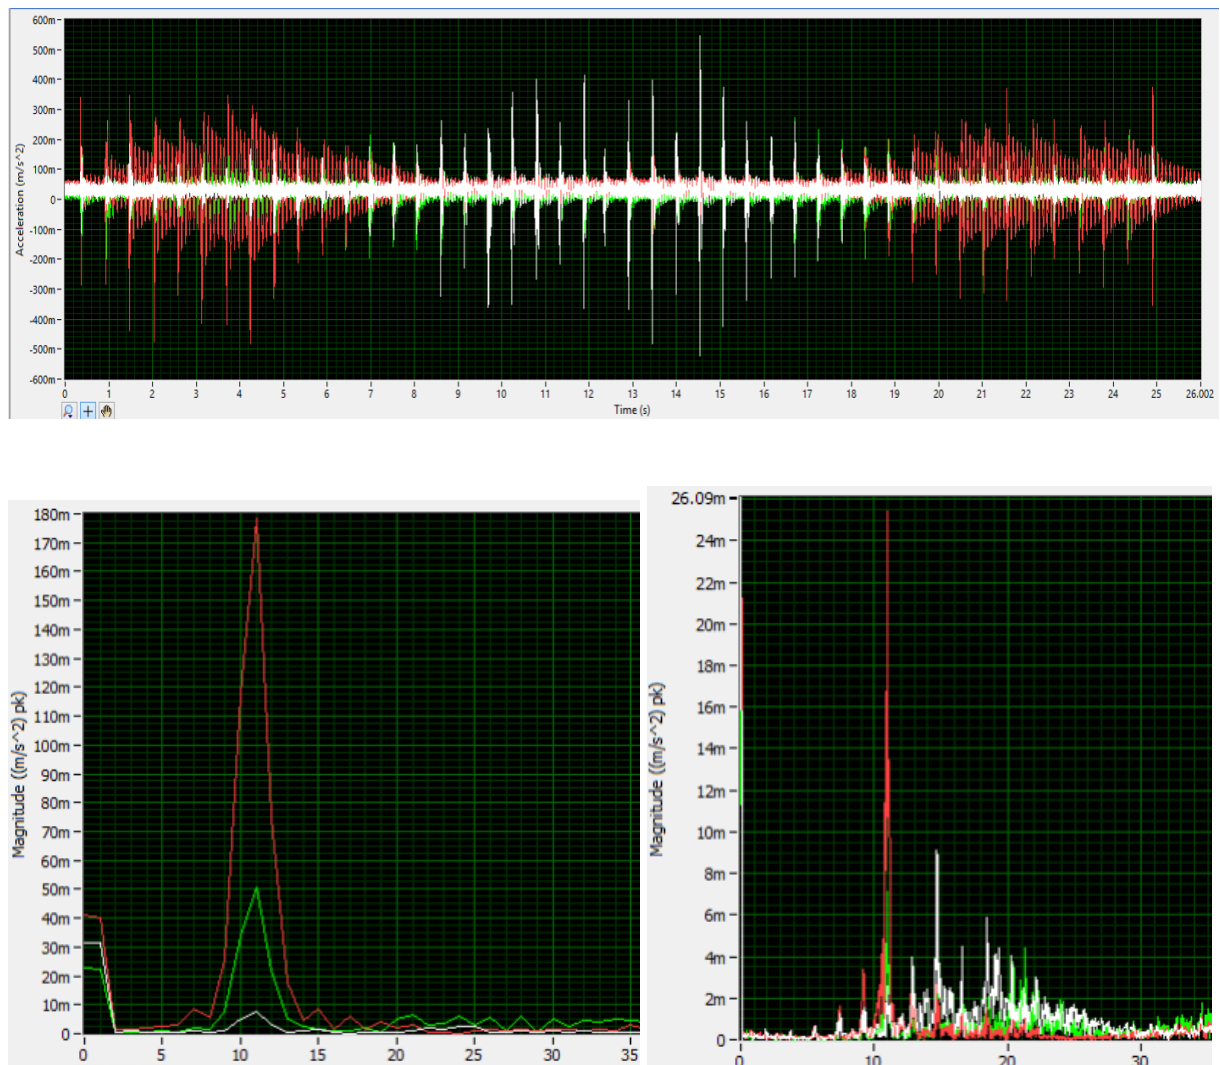 600m
500m
400m
300m
200m
100m
0
-100m
-200m
-300m
-400m
-500m
-600m
Acceleration (m/s^2)
0 1 2 3 4 5 6 7 8 9 10 11 12 13 14 15 16 17 18 19 20 21 22 23 24 25 26.002
Time (s)
180m
170m
160m
150m
140m
130m
120m
110m
100m
90m
80m
70m
60m
50m
40m
30m
20m
10m
0
Magnitude ((m/s^2) pk)
0 5 10 15 20 25 30 35
26.09m
24m
22m
20m
18m
16m
14m
12m
10m
8m
6m
4m
2m
0
Magnitude ((m/s^2) pk)
0 10 20 30